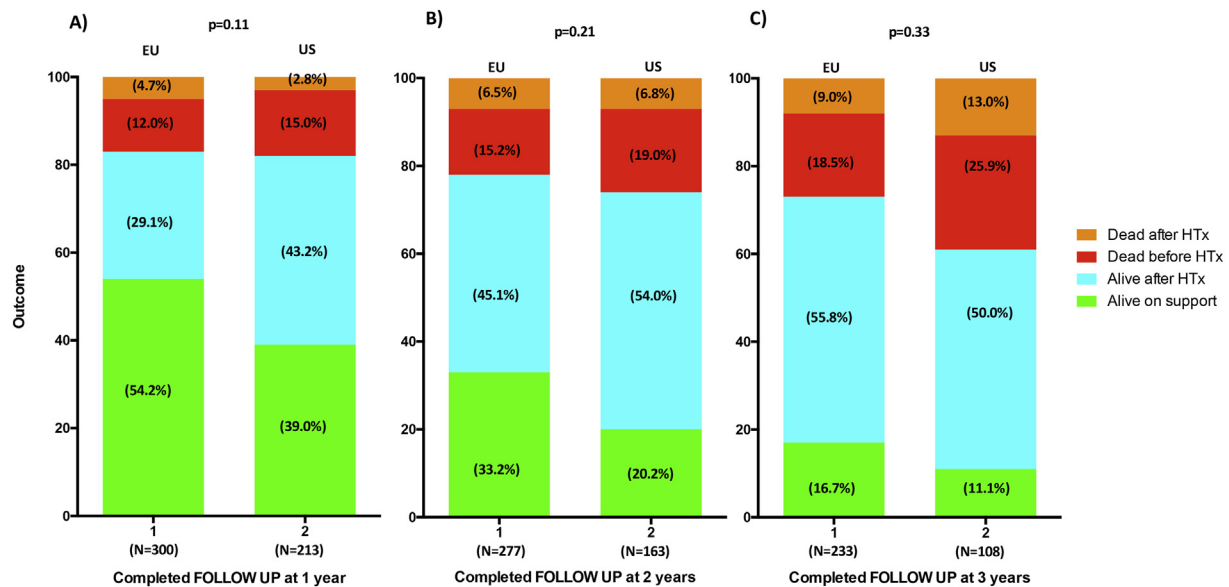 A)
p=0.11
EU
US
Outcome
100
80
60
40
20
0
(4.7%)
(2.8%)
(12.0%)
(15.0%)
(29.1%)
(43.2%)
(54.2%)
(39.0%)
1
2
(N=300)
(N=213)
Completed FOLLOW UP at 1 year
B)
p=0.21
EU
US
100
80
60
40
20
0
(6.5%)
(6.8%)
(15.2%)
(19.0%)
(45.1%)
(54.0%)
(33.2%)
(20.2%)
1
2
(N=277)
(N=163)
Completed FOLLOW UP at 2 years
C)
p=0.33
EU
US
100
80
60
40
20
0
(9.0%)
(13.0%)
(18.5%)
(25.9%)
(55.8%)
(50.0%)
(16.7%)
(11.1%)
1
2
(N=233)
(N=108)
Completed FOLLOW UP at 3 years
Dead after HTx
Dead before HTx
Alive after HTx
Alive on support